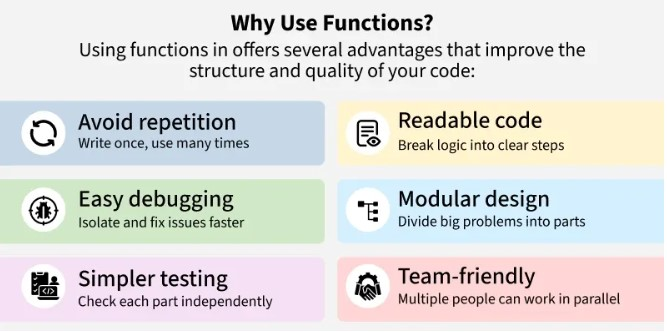 Why Use Functions?
Using functions in offers several advantages that improve the
structure and quality of your code:
Avoid repetition
Write once, use many times
Readable code
Break logic into clear steps
Easy debugging
Isolate and fix issues faster
Modular design
Divide big problems into parts
Simpler testing
Check each part independently
Team-friendly
Multiple people can work in parallel